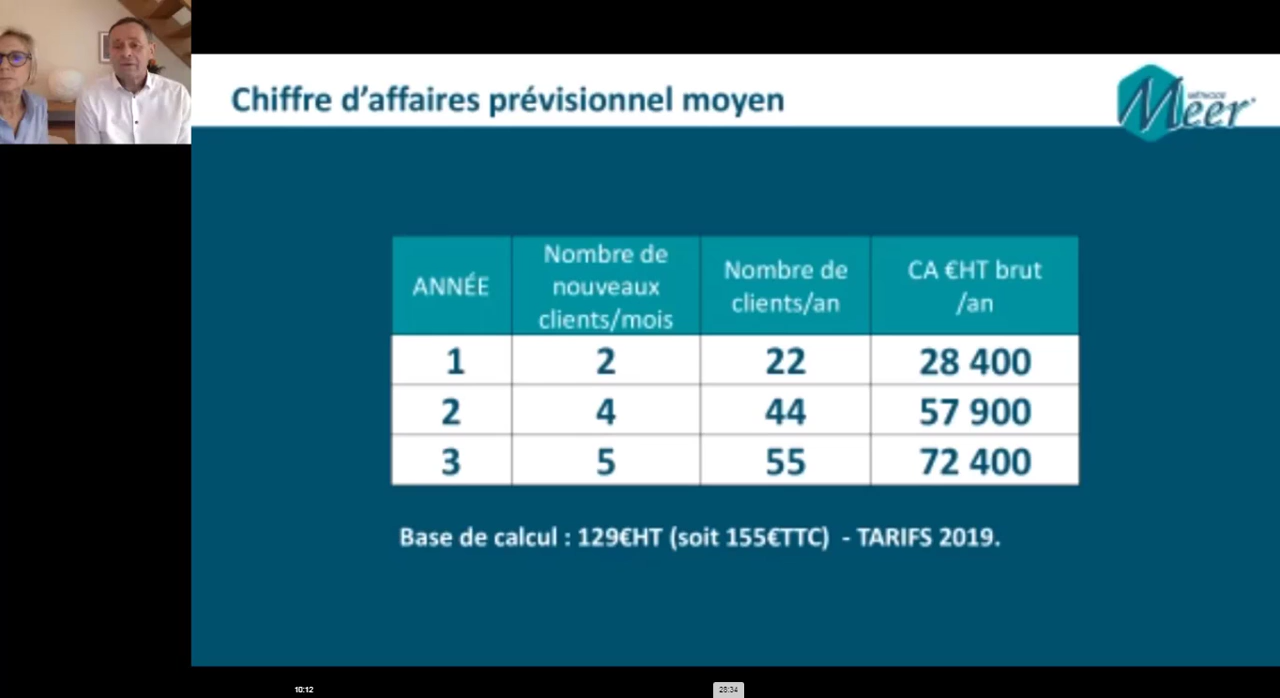 Chiffre d'affaires prévisionnel moyen
MÉTHODE
Meer®
ANNÉE
Nombre de
nouveaux
clients/mois
Nombre de
clients/an
CA €HT brut
/an
1 2 22 28 400
2 4 44 57 900
3 5 55 72 400
Base de calcul : 129€HT (soit 155€TTC) - TARIFS 2019.
10:12
28:34